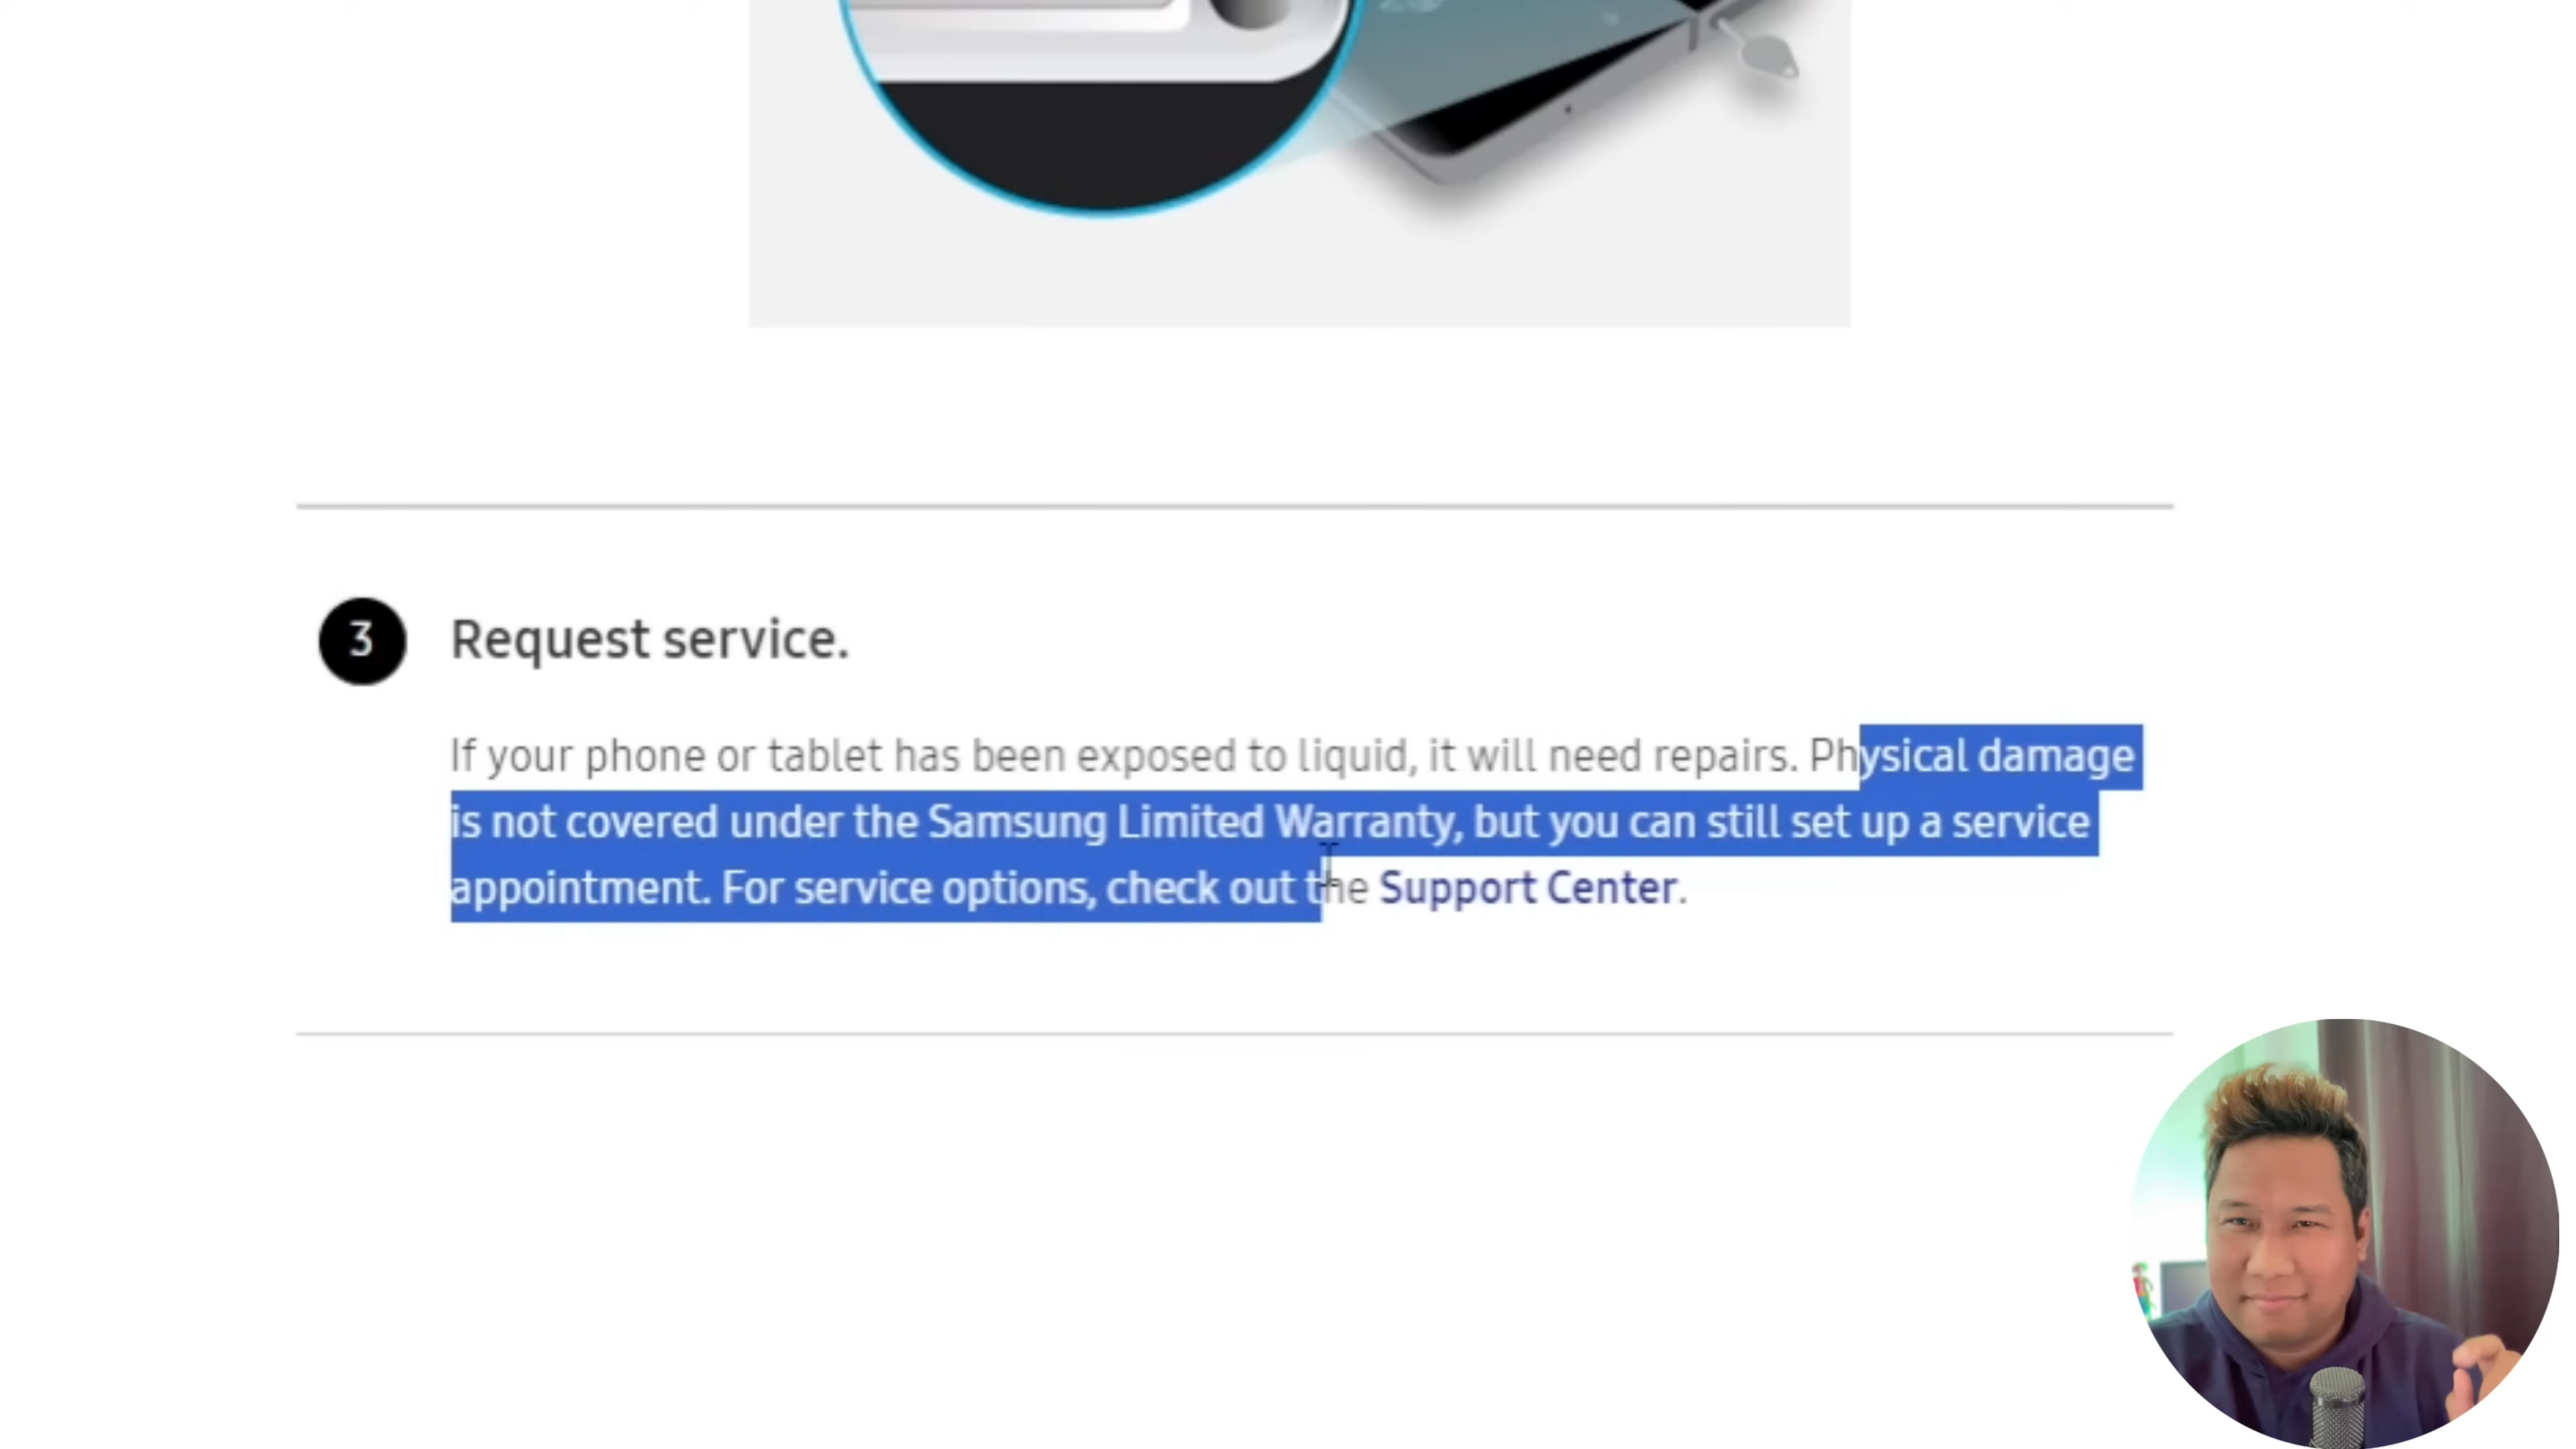 3 Request service.
If your phone or tablet has been exposed to liquid, it will need repairs. Physical damage
is not covered under the Samsung Limited Warranty, but you can still set up a service
appointment. For service options, check out the Support Center.